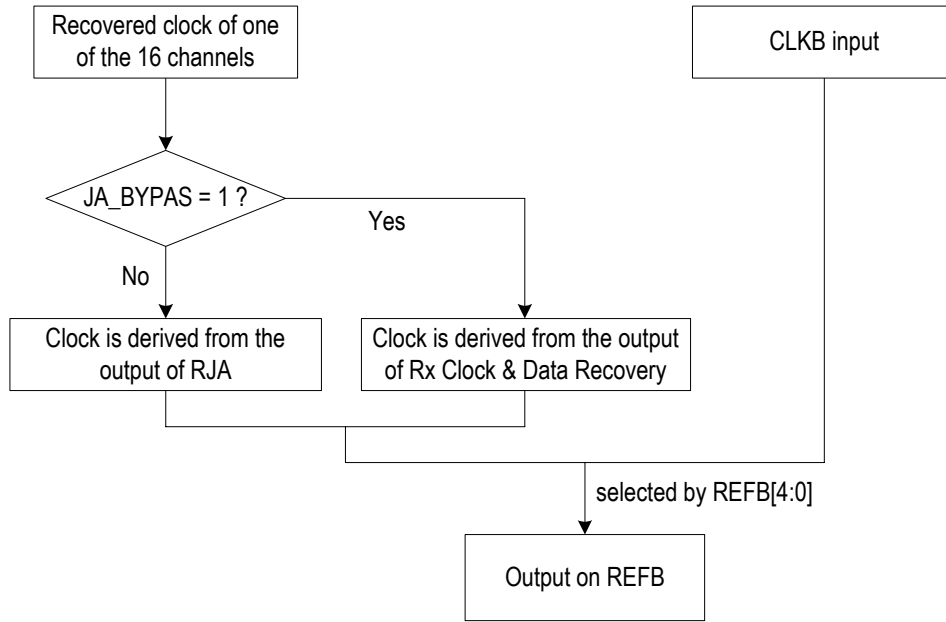 Recovered clock of one
of the 16 channels
CLKB input
JA_BYPAS = 1 ?
Yes
No
Clock is derived from the
output of RJA
Clock is derived from the output
of Rx Clock & Data Recovery
selected by REFB[4:0]
Output on REFB